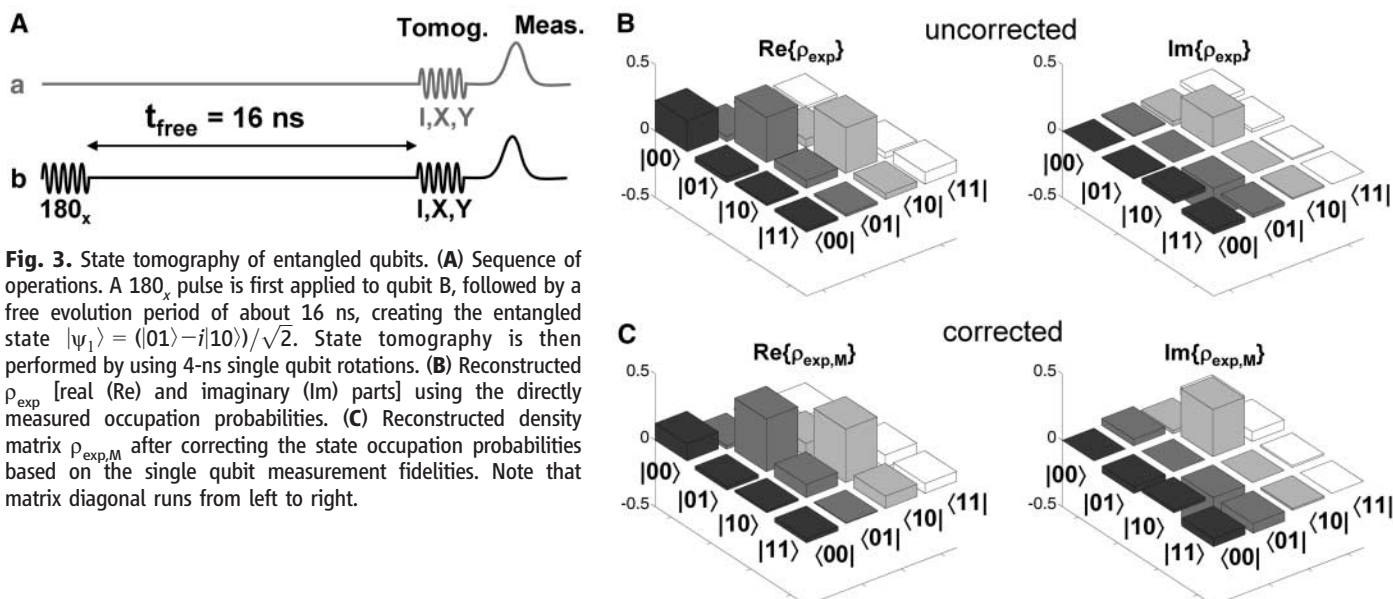 A
Tomog. Meas.
a
I,X,Y
t_free = 16 ns
b
180_x
I,X,Y
Fig. 3. State tomography of entangled qubits. (A) Sequence of
operations. A 180_x pulse is first applied to qubit B, followed by a
free evolution period of about 16 ns, creating the entangled
state |ψ_1⟩ = (|01⟩−i|10⟩)/√2. State tomography is then
performed by using 4-ns single qubit rotations. (B) Reconstructed
ρ_exp [real (Re) and imaginary (Im) parts] using the directly
measured occupation probabilities. (C) Reconstructed density
matrix ρ_exp,M after correcting the state occupation probabilities
based on the single qubit measurement fidelities. Note that
matrix diagonal runs from left to right.
B
uncorrected
Re{ρ_exp}
0.5
0
-0.5
|00⟩
|01⟩
|10⟩
|11⟩
⟨00|
⟨01|
⟨10|
⟨11|
Im{ρ_exp}
0.5
0
-0.5
|00⟩
|01⟩
|10⟩
|11⟩
⟨00|
⟨01|
⟨10|
⟨11|
C
corrected
Re{ρ_exp,M}
0.5
0
-0.5
|00⟩
|01⟩
|10⟩
|11⟩
⟨00|
⟨01|
⟨10|
⟨11|
Im{ρ_exp,M}
0.5
0
-0.5
|00⟩
|01⟩
|10⟩
|11⟩
⟨00|
⟨01|
⟨10|
⟨11|